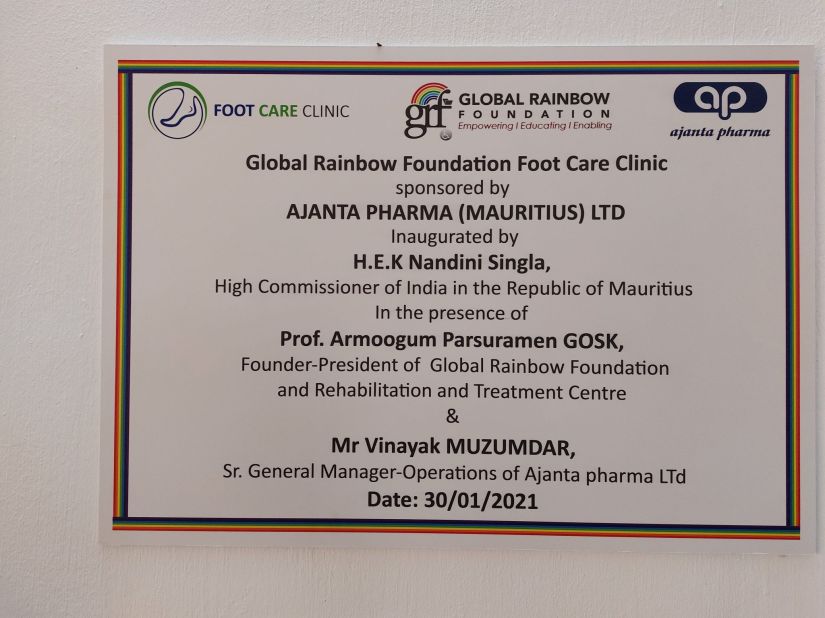 FOOT CARE CLINIC
grf
GLOBAL RAINBOW
FOUNDATION
Empowering | Educating | Enabling
ap
ajanta pharma
Global Rainbow Foundation Foot Care Clinic
sponsored by
AJANTA PHARMA (MAURITIUS) LTD
Inaugurated by
H.E.K Nandini Singla,
High Commissioner of India in the Republic of Mauritius
In the presence of
Prof. Armoogum Parsuramen GOSK,
Founder-President of Global Rainbow Foundation
and Rehabilitation and Treatment Centre
&
Mr Vinayak MUZUMDAR,
Sr. General Manager-Operations of Ajanta pharma LTd
Date: 30/01/2021